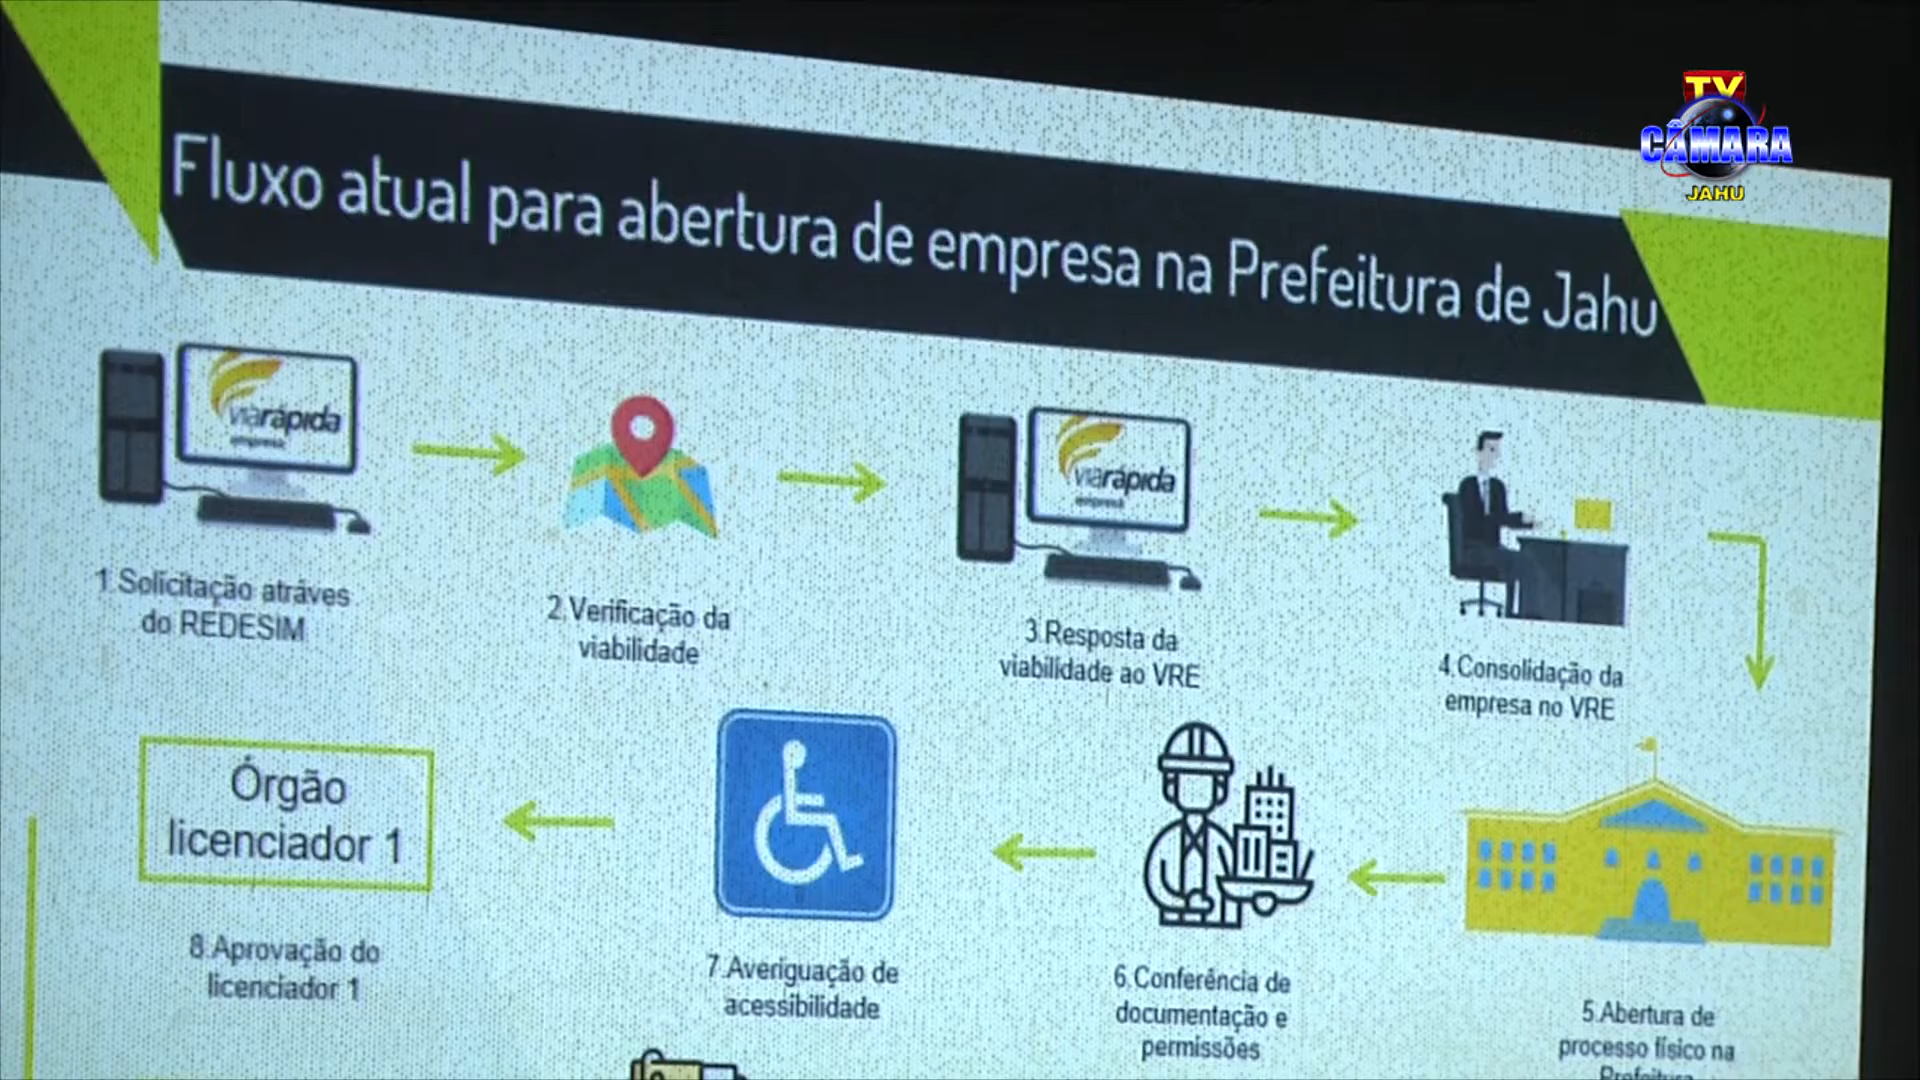 TV
CÂMARA
JAHU
Fluxo atual para abertura de empresa na Prefeitura de Jahu
viarápida
empresa
viarápida
empresa
1.Solicitação atráves
do REDESIM
2.Verificação da
viabilidade
3.Resposta da
viabilidade ao VRE
4.Consolidação da
empresa no VRE
Órgão
licenciador 1
8.Aprovação do
licenciador 1
7.Averiguação de
acessibilidade
6.Conferência de
documentação e
permissões
5.Abertura de
processo físico na
Prefeitura